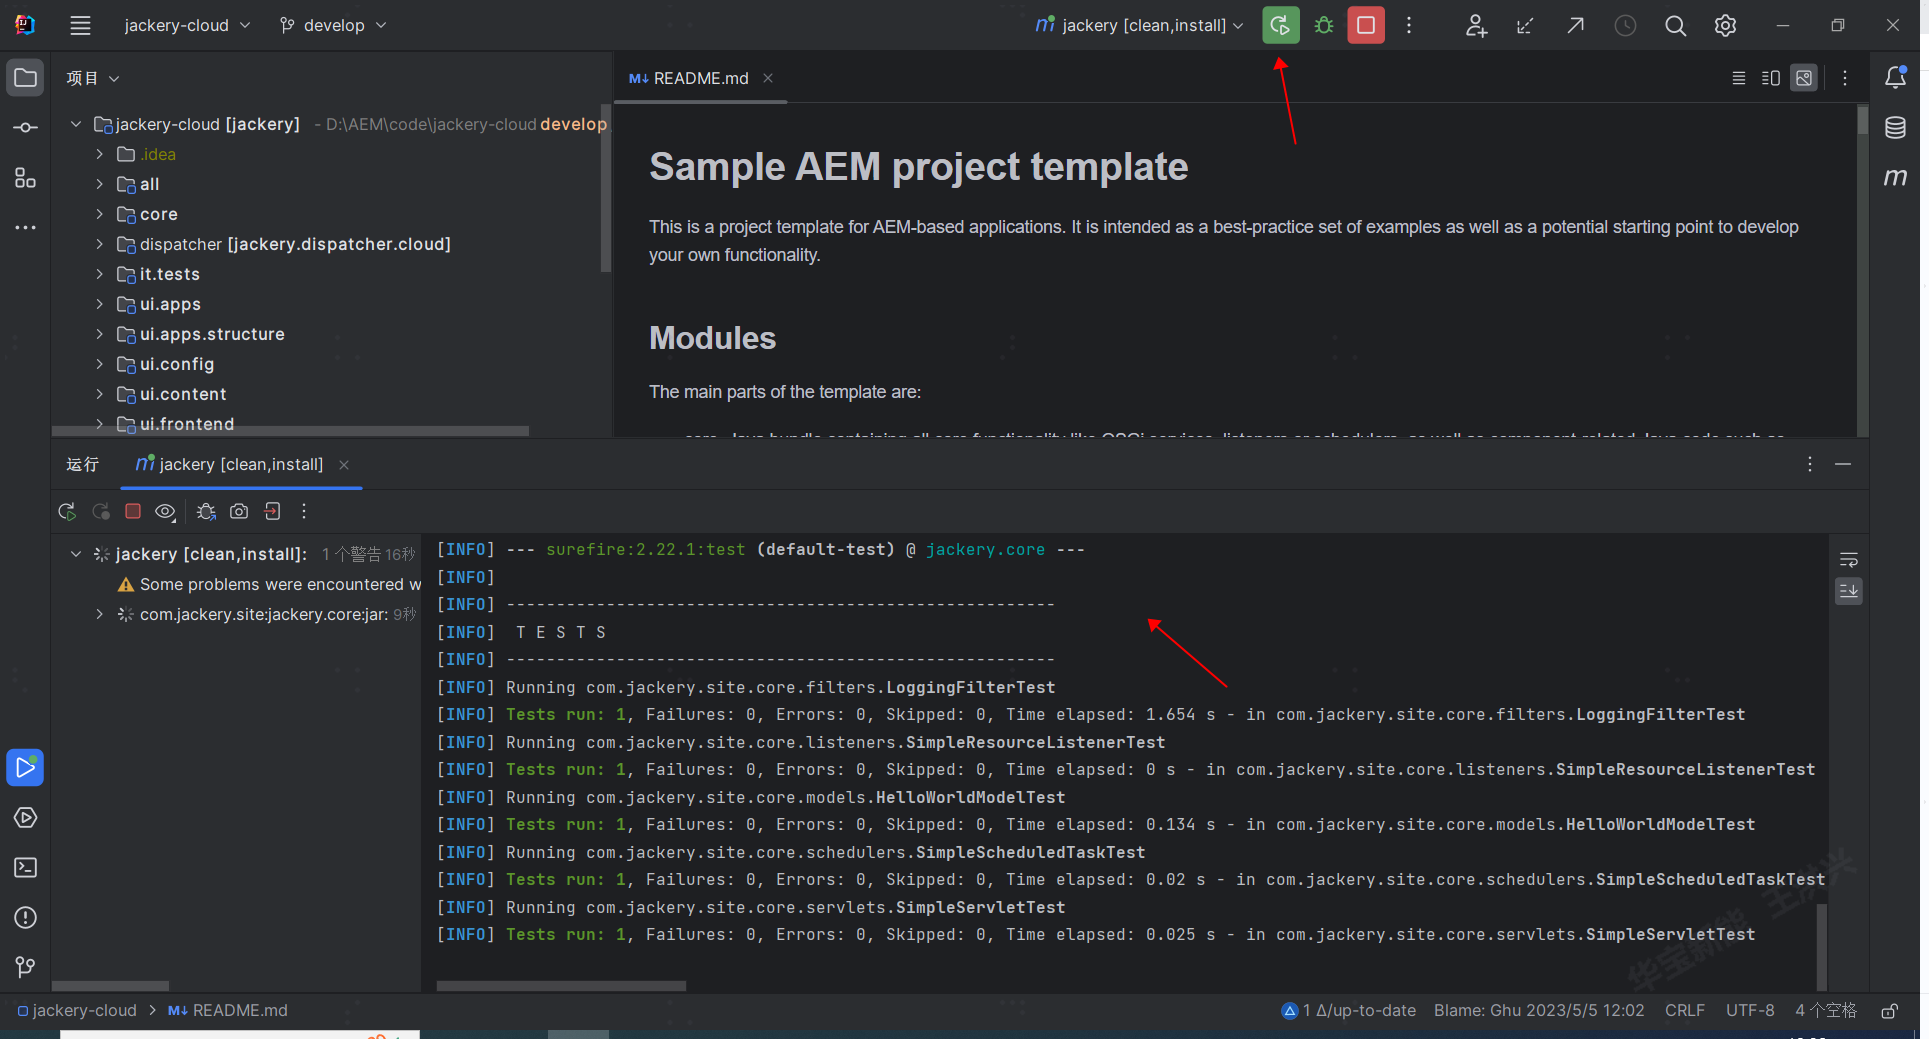 jackery-cloud
develop
jackery [clean,install]
项目
README.md
jackery-cloud [jackery] - D:\AEM\code\jackery-cloud develop
.idea
all
core
dispatcher [jackery.dispatcher.cloud]
it.tests
ui.apps
ui.apps.structure
ui.config
ui.content
ui.frontend
Sample AEM project template
This is a project template for AEM-based applications. It is intended as a best-practice set of examples as well as a potential starting point to develop
your own functionality.
Modules
The main parts of the template are:
运行
jackery [clean,install]
jackery [clean,install]: 1 个警告 16秒
Some problems were encountered w
com.jackery.site:jackery.core:jar: 9秒
[INFO] --- surefire:2.22.1:test (default-test) @ jackery.core ---
[INFO]
[INFO] -------------------------------------------------------
[INFO]  T E S T S
[INFO] -------------------------------------------------------
[INFO] Running com.jackery.site.core.filters.LoggingFilterTest
[INFO] Tests run: 1, Failures: 0, Errors: 0, Skipped: 0, Time elapsed: 1.654 s - in com.jackery.site.core.filters.LoggingFilterTest
[INFO] Running com.jackery.site.core.listeners.SimpleResourceListenerTest
[INFO] Tests run: 1, Failures: 0, Errors: 0, Skipped: 0, Time elapsed: 0 s - in com.jackery.site.core.listeners.SimpleResourceListenerTest
[INFO] Running com.jackery.site.core.models.HelloWorldModelTest
[INFO] Tests run: 1, Failures: 0, Errors: 0, Skipped: 0, Time elapsed: 0.134 s - in com.jackery.site.core.models.HelloWorldModelTest
[INFO] Running com.jackery.site.core.schedulers.SimpleScheduledTaskTest
[INFO] Tests run: 1, Failures: 0, Errors: 0, Skipped: 0, Time elapsed: 0.02 s - in com.jackery.site.core.schedulers.SimpleScheduledTaskTest
[INFO] Running com.jackery.site.core.servlets.SimpleServletTest
[INFO] Tests run: 1, Failures: 0, Errors: 0, Skipped: 0, Time elapsed: 0.025 s - in com.jackery.site.core.servlets.SimpleServletTest
华宝新能
jackery-cloud > README.md
1 Δ/up-to-date
Blame: Ghu 2023/5/5 12:02
CRLF
UTF-8
4 个空格